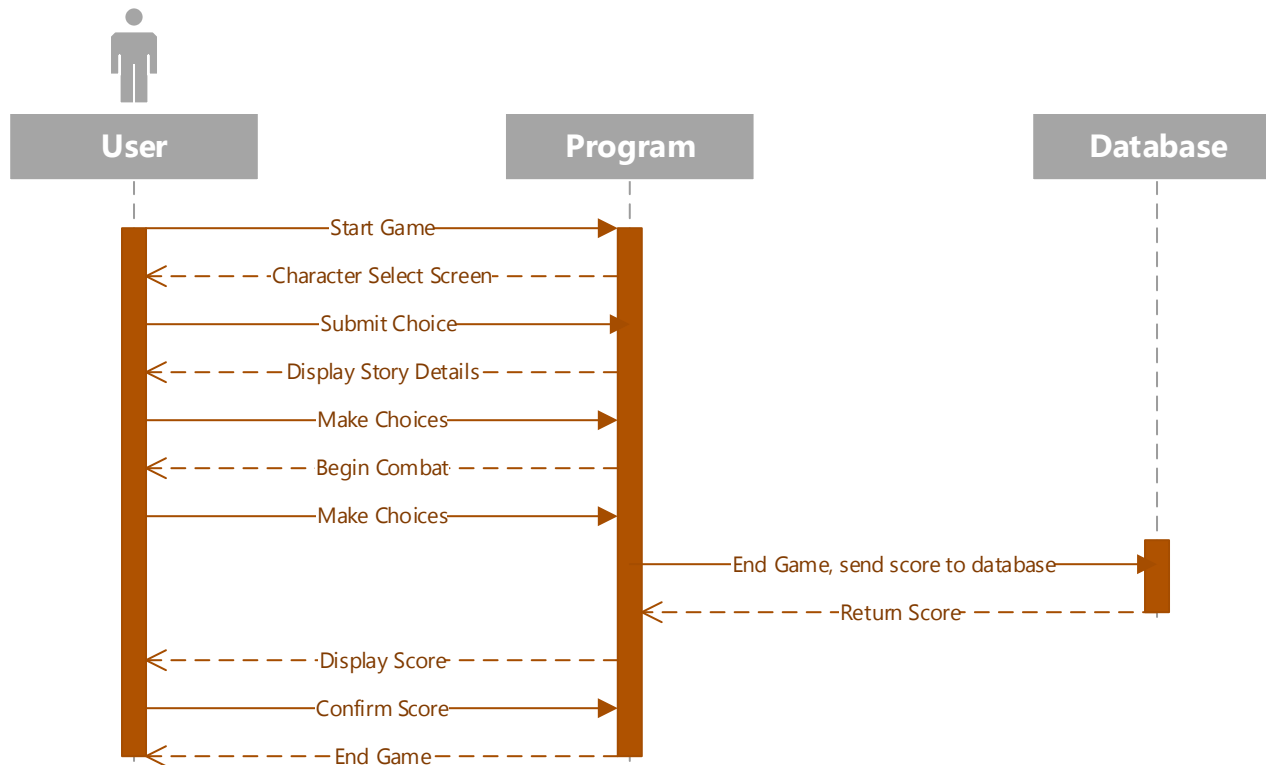 User
Program
Database
Start Game
Character Select Screen
Submit Choice
Display Story Details
Make Choices
Begin Combat
Make Choices
End Game, send score to database
Return Score
Display Score
Confirm Score
End Game